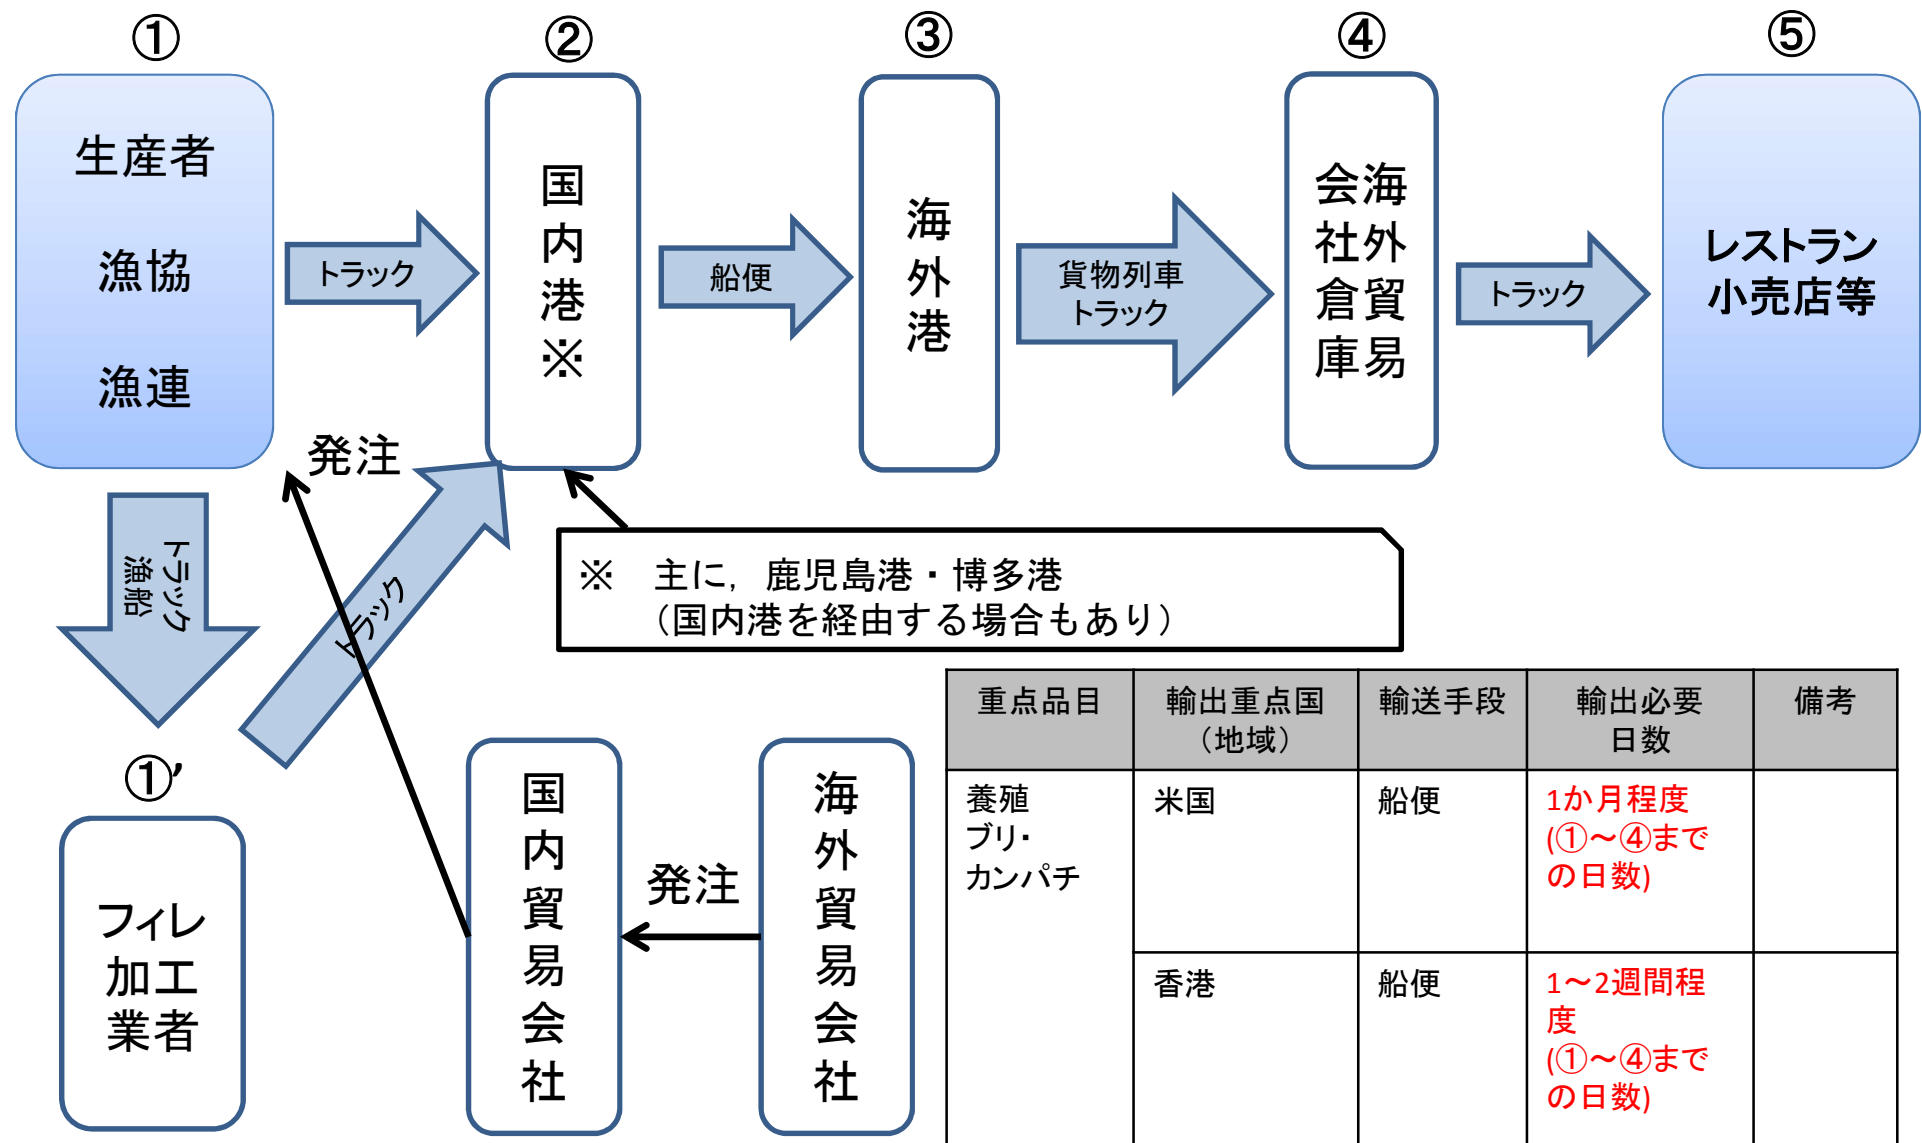 ①
②
③
④
⑤
生産者
漁協
漁連
トラック
国内港※
船便
海外港
貨物列車
トラック
海外貿易
会社倉庫
トラック
レストラン
小売店等
発注
トラック
漁船
トラック
※　主に，鹿児島港・博多港
（国内港を経由する場合もあり）
①’
フィレ
加工
業者
国内貿易会社
発注
海外貿易会社
重点品目
輸出重点国
（地域）
輸送手段
輸出必要
日数
備考
養殖
ブリ・
カンパチ
米国
船便
1か月程度
(①～④まで
の日数)
香港
船便
1～2週間程
度
(①～④まで
の日数)